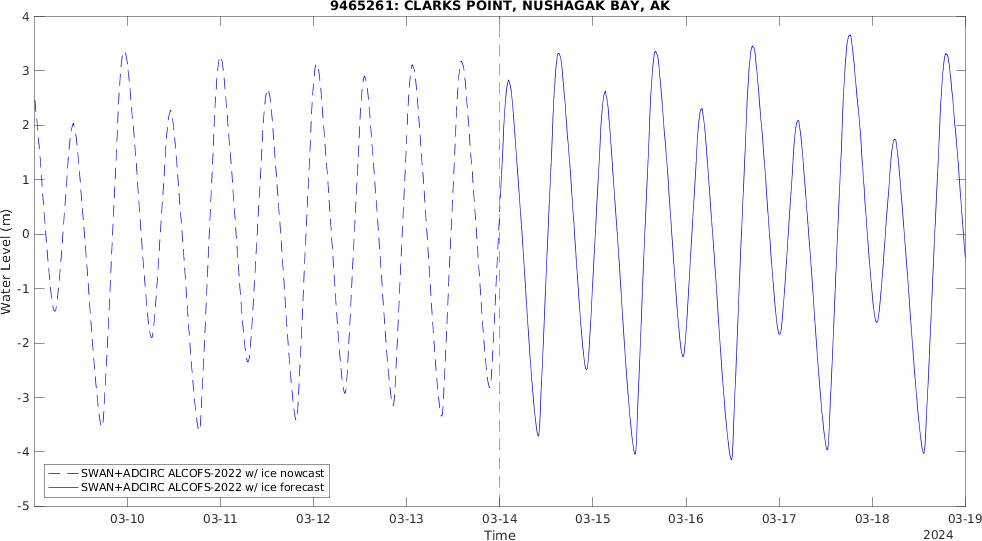 9465261: CLARKS POINT, NUSHAGAK BAY, AK
Water Level (m)
4
3
2
1
0
-1
-2
-3
-4
-5
SWAN+ADCIRC ALCOFS-2022 w/ ice nowcast
SWAN+ADCIRC ALCOFS-2022 w/ ice forecast
03-10 03-11 03-12 03-13 03-14 03-15 03-16 03-17 03-18 03-19
Time
2024